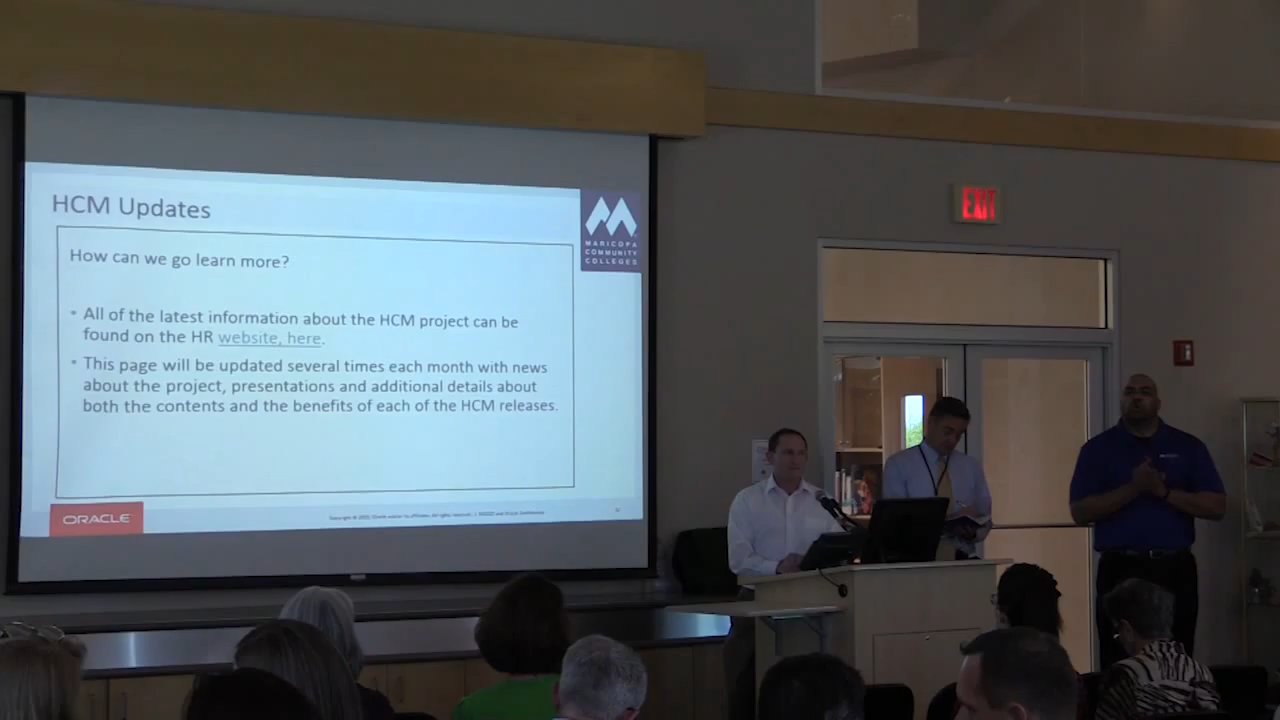 HCM Updates
MARICOPA
COMMUNITY
COLLEGES
How can we go learn more?
• All of the latest information about the HCM project can be
found on the HR website, here.
• This page will be updated several times each month with news
about the project, presentations and additional details about
both the contents and the benefits of each of the HCM releases.
ORACLE
EXIT